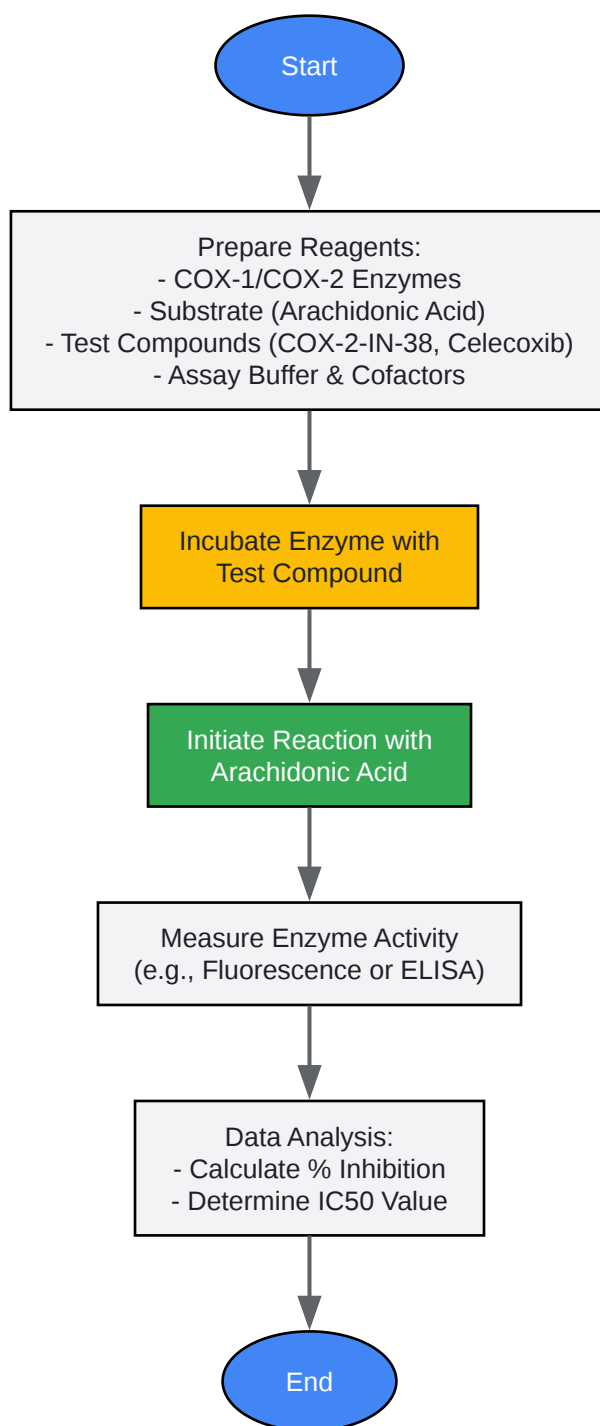 Start
Prepare Reagents:
- COX-1/COX-2 Enzymes
- Substrate (Arachidonic Acid)
- Test Compounds (COX-2-IN-38, Celecoxib)
- Assay Buffer & Cofactors
Incubate Enzyme with
Test Compound
Initiate Reaction with
Arachidonic Acid
Measure Enzyme Activity
(e.g., Fluorescence or ELISA)
Data Analysis:
- Calculate % Inhibition
- Determine IC50 Value
End